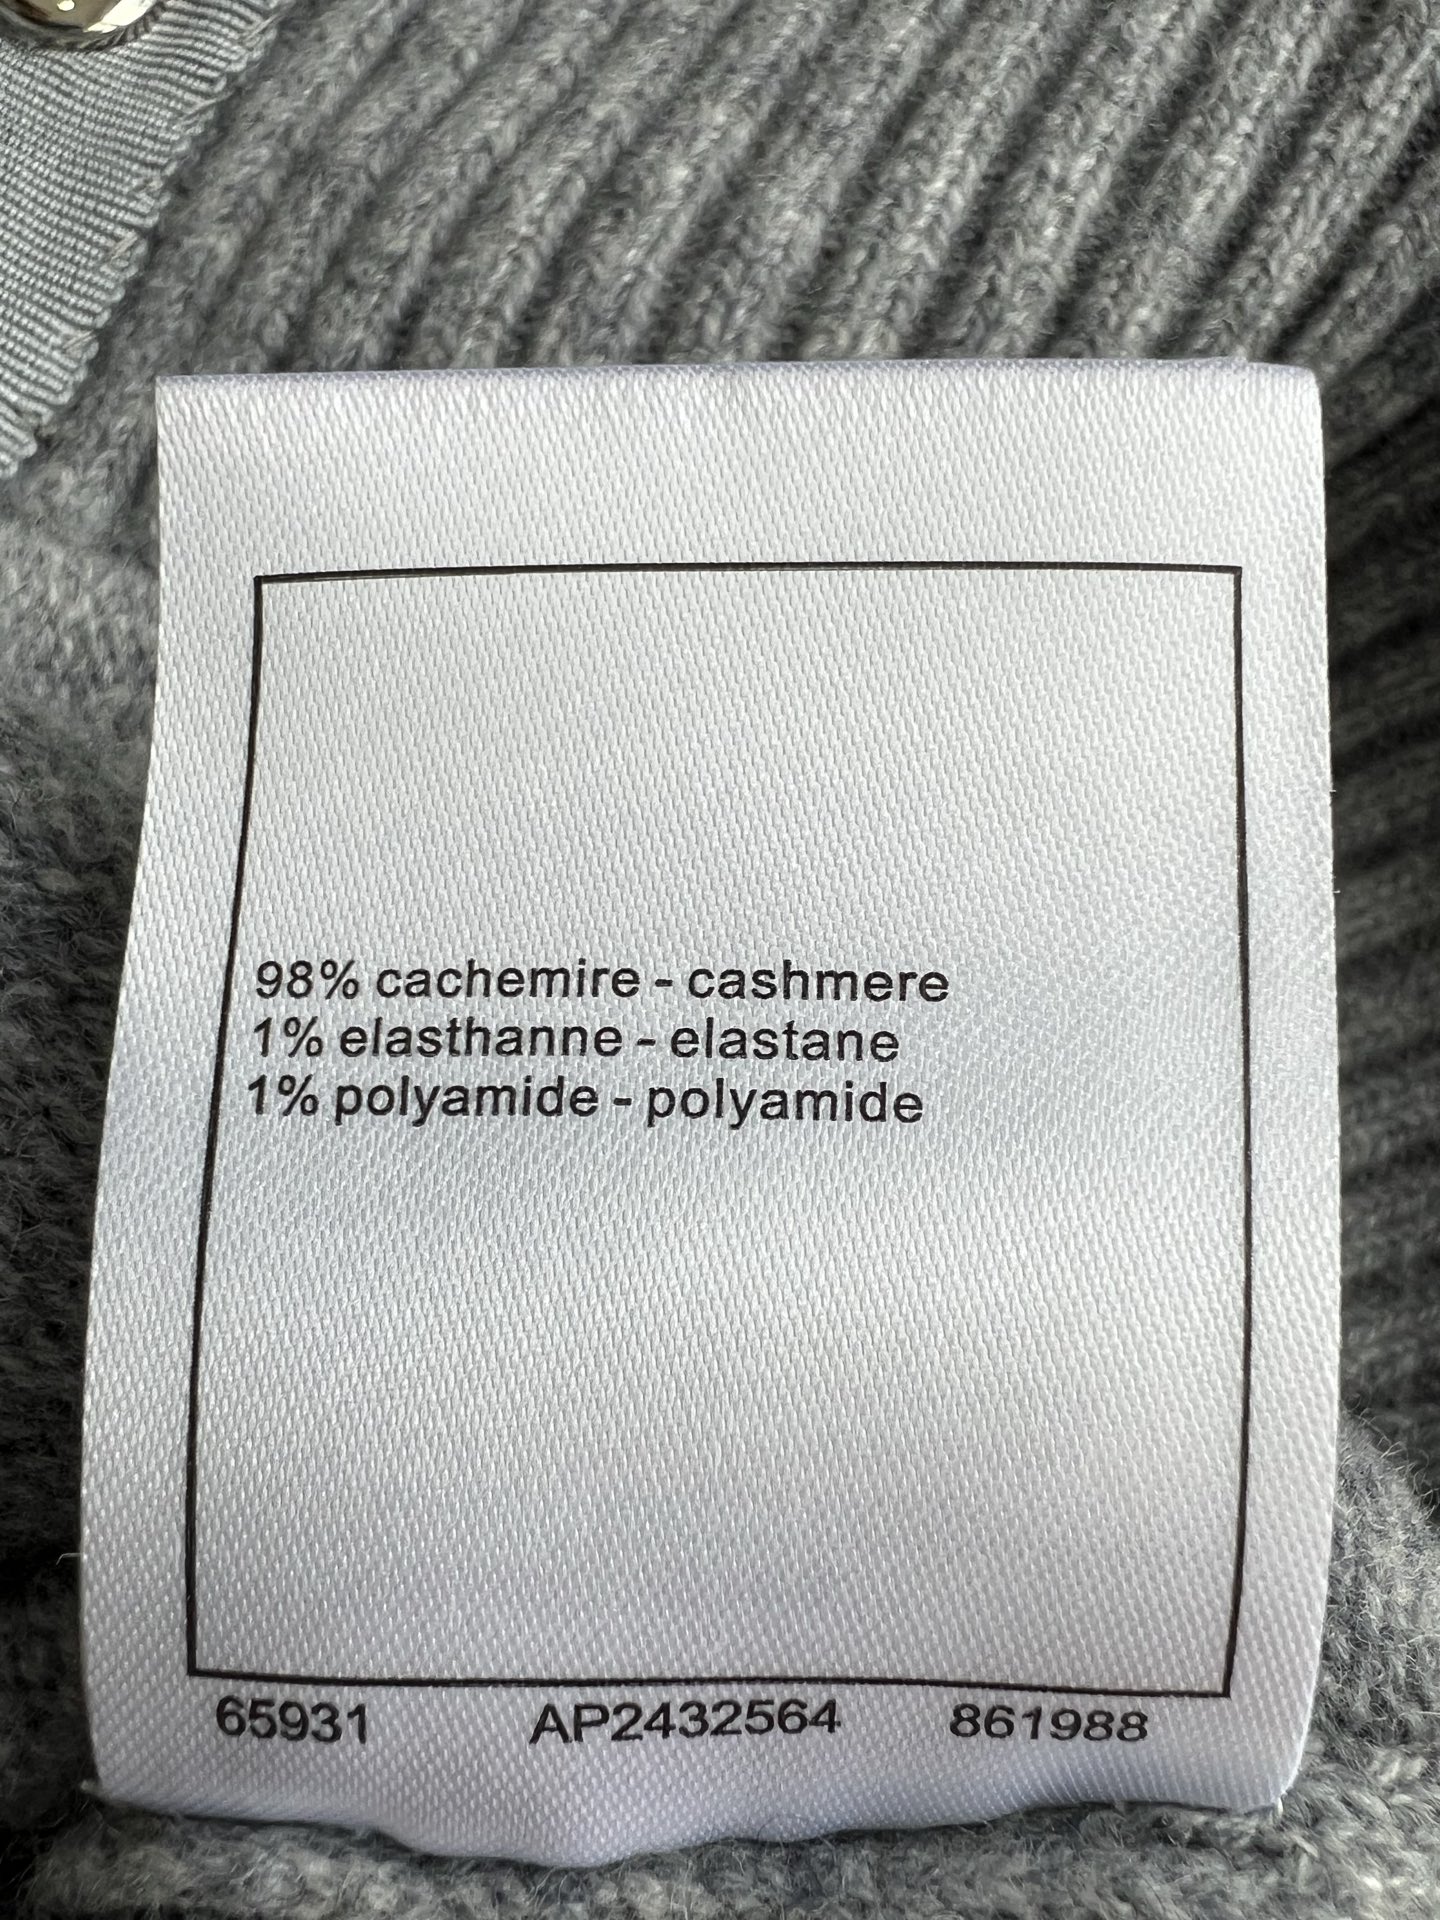 98% cachemire - cashmere
1% elasthanne - elastane
1% polyamide - polyamide
65931 AP2432564 861988